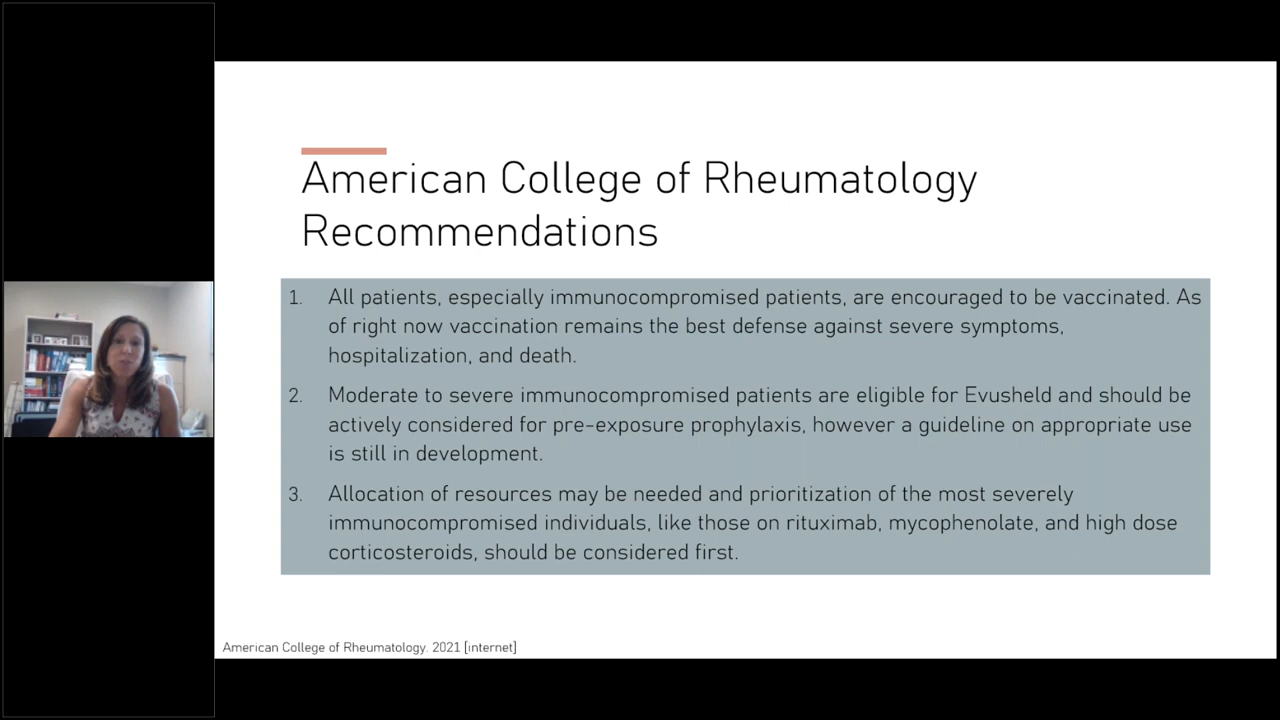 American College of Rheumatology
Recommendations
1. All patients, especially immunocompromised patients, are encouraged to be vaccinated. As
of right now vaccination remains the best defense against severe symptoms,
hospitalization, and death.
2. Moderate to severe immunocompromised patients are eligible for Evusheld and should be
actively considered for pre-exposure prophylaxis, however a guideline on appropriate use
is still in development.
3. Allocation of resources may be needed and prioritization of the most severely
immunocompromised individuals, like those on rituximab, mycophenolate, and high dose
corticosteroids, should be considered first.
American College of Rheumatology. 2021 [internet]